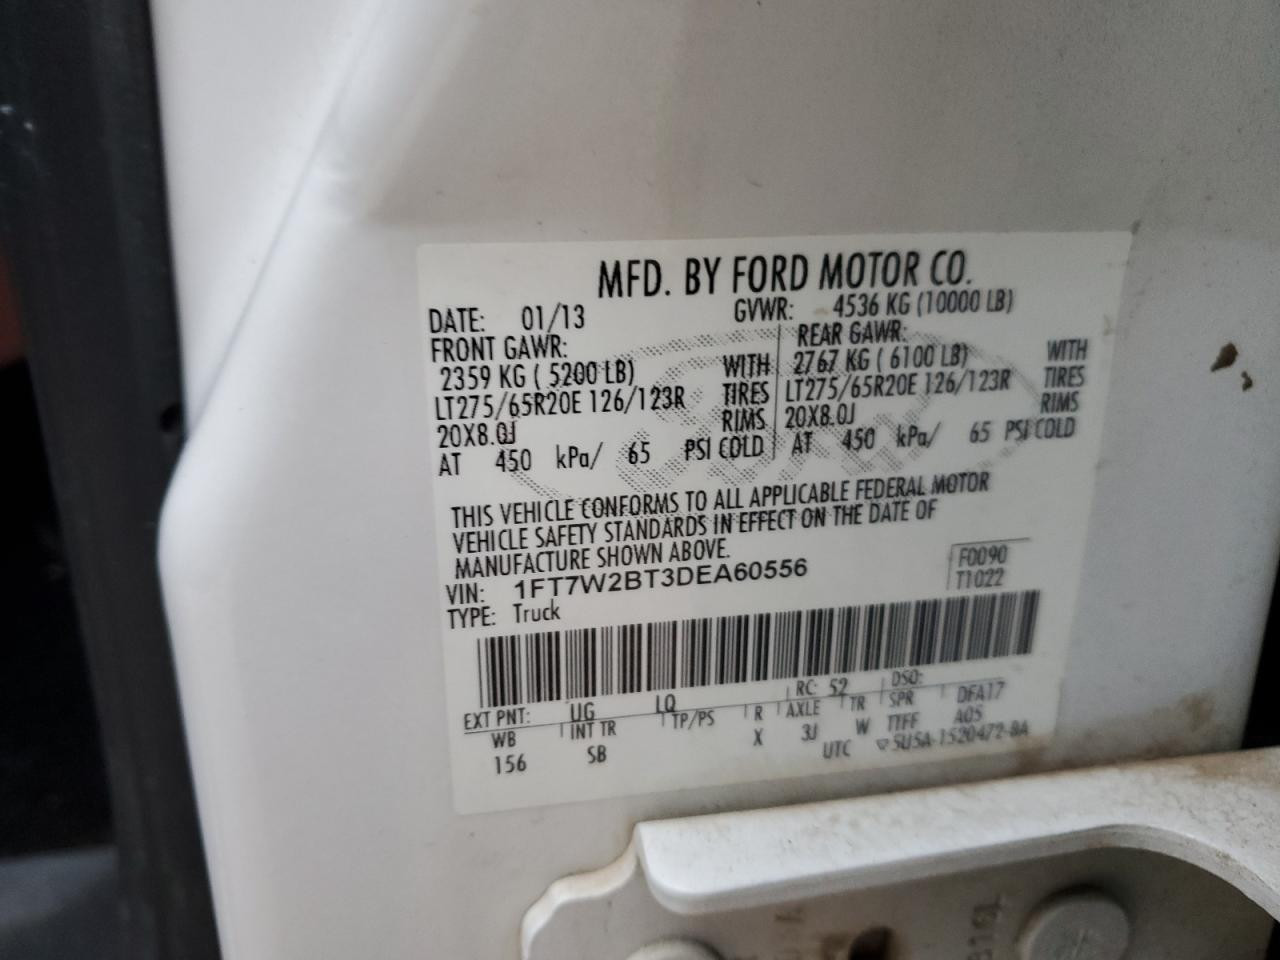 MFD. BY FORD MOTOR CO.
DATE: 01/13 GVWR: 4536 KG (10000 LB)
FRONT GAWR: REAR GAWR:
2359 KG ( 5200 LB) WITH 2767 KG ( 6100 LB) WITH
LT275/65R20E 126/123R TIRES LT275/65R20E 126/123R TIRES
20X8.0J RIMS 20X8.0J RIMS
AT 450 kPa/ 65 PSI COLD AT 450 kPa/ 65 PSI COLD
THIS VEHICLE CONFORMS TO ALL APPLICABLE FEDERAL MOTOR
VEHICLE SAFETY STANDARDS IN EFFECT ON THE DATE OF
MANUFACTURE SHOWN ABOVE.
VIN: 1FT7W2BT3DEA60556 F0090
TYPE: Truck T1022
EXT PNT: UG LQ RC: 52 DSO:
WB INT TR TP/PS R AXLE TR SPR DFA17
156 SB X 3J W TTFF A05
UTC ▽ 5U5A-1520472-BA